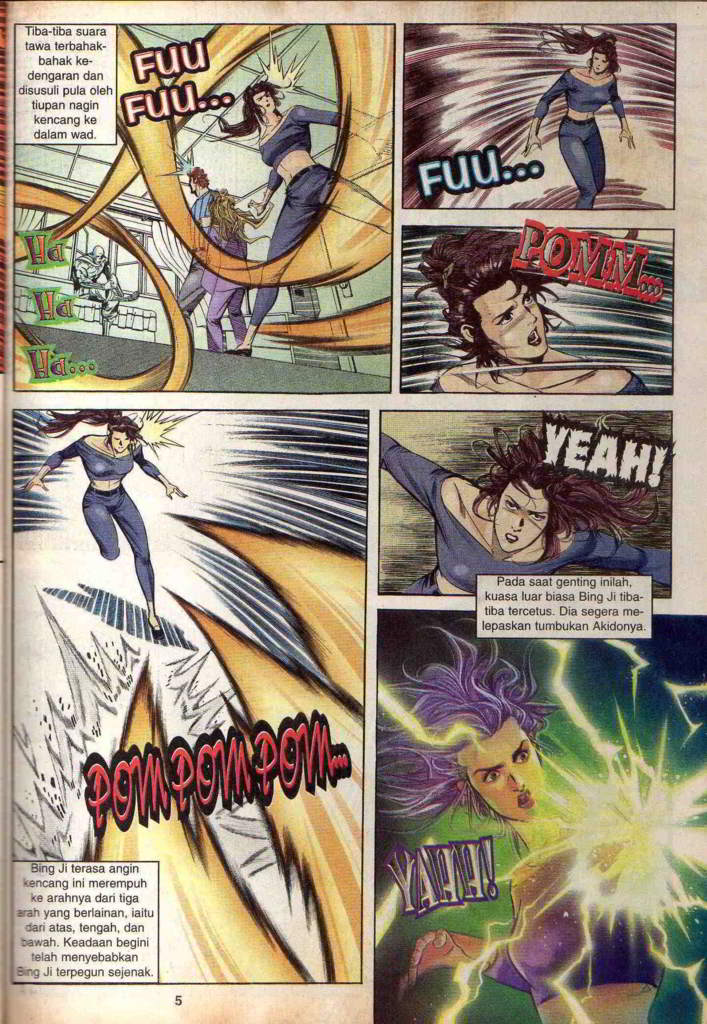 Tiba-tiba suara
tawa terbahak-
bahak ke-
dengaran dan
disusuli pula oleh
tiupan nagin
kencang ke
dalam wad.
FUU
FUU...
Ha
Ha
Ha...
FUU...
POMM...
POM POM POM...
Bing Ji terasa angin
kencang ini merempuh
ke arahnya dari tiga
arah yang berlainan, iaitu
dari atas, tengah, dan
bawah. Keadaan begini
telah menyebabkan
Bing Ji terpegun sejenak.
YEAH!
Pada saat genting inilah,
kuasa luar biasa Bing Ji tiba-
tiba tercetus. Dia segera me-
lepaskan tumbukan Akidonya.
YAHH!
5